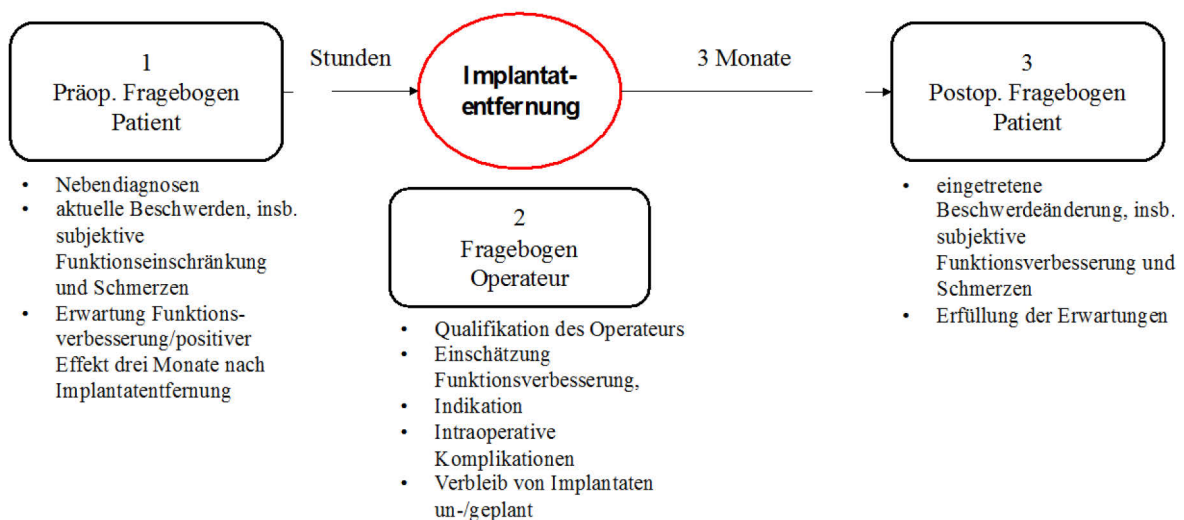 1
Präop. Fragebogen
Patient
Stunden
Implantat-
entfernung
3 Monate
3
Postop. Fragebogen
Patient
• Nebendiagnosen
• aktuelle Beschwerden, insb.
subjektive
Funktionseinschränkung
und Schmerzen
• Erwartung Funktions-
verbesserung/positiver
Effekt drei Monate nach
Implantatentfernung
2
Fragebogen
Operateur
• Qualifikation des Operateurs
• Einschätzung
Funktionsverbesserung,
• Indikation
• Intraoperative
Komplikationen
• Verbleib von Implantaten
un-/geplant
• eingetretene
Beschwerdeänderung, insb.
subjektive
Funktionsverbesserung und
Schmerzen
• Erfüllung der Erwartungen